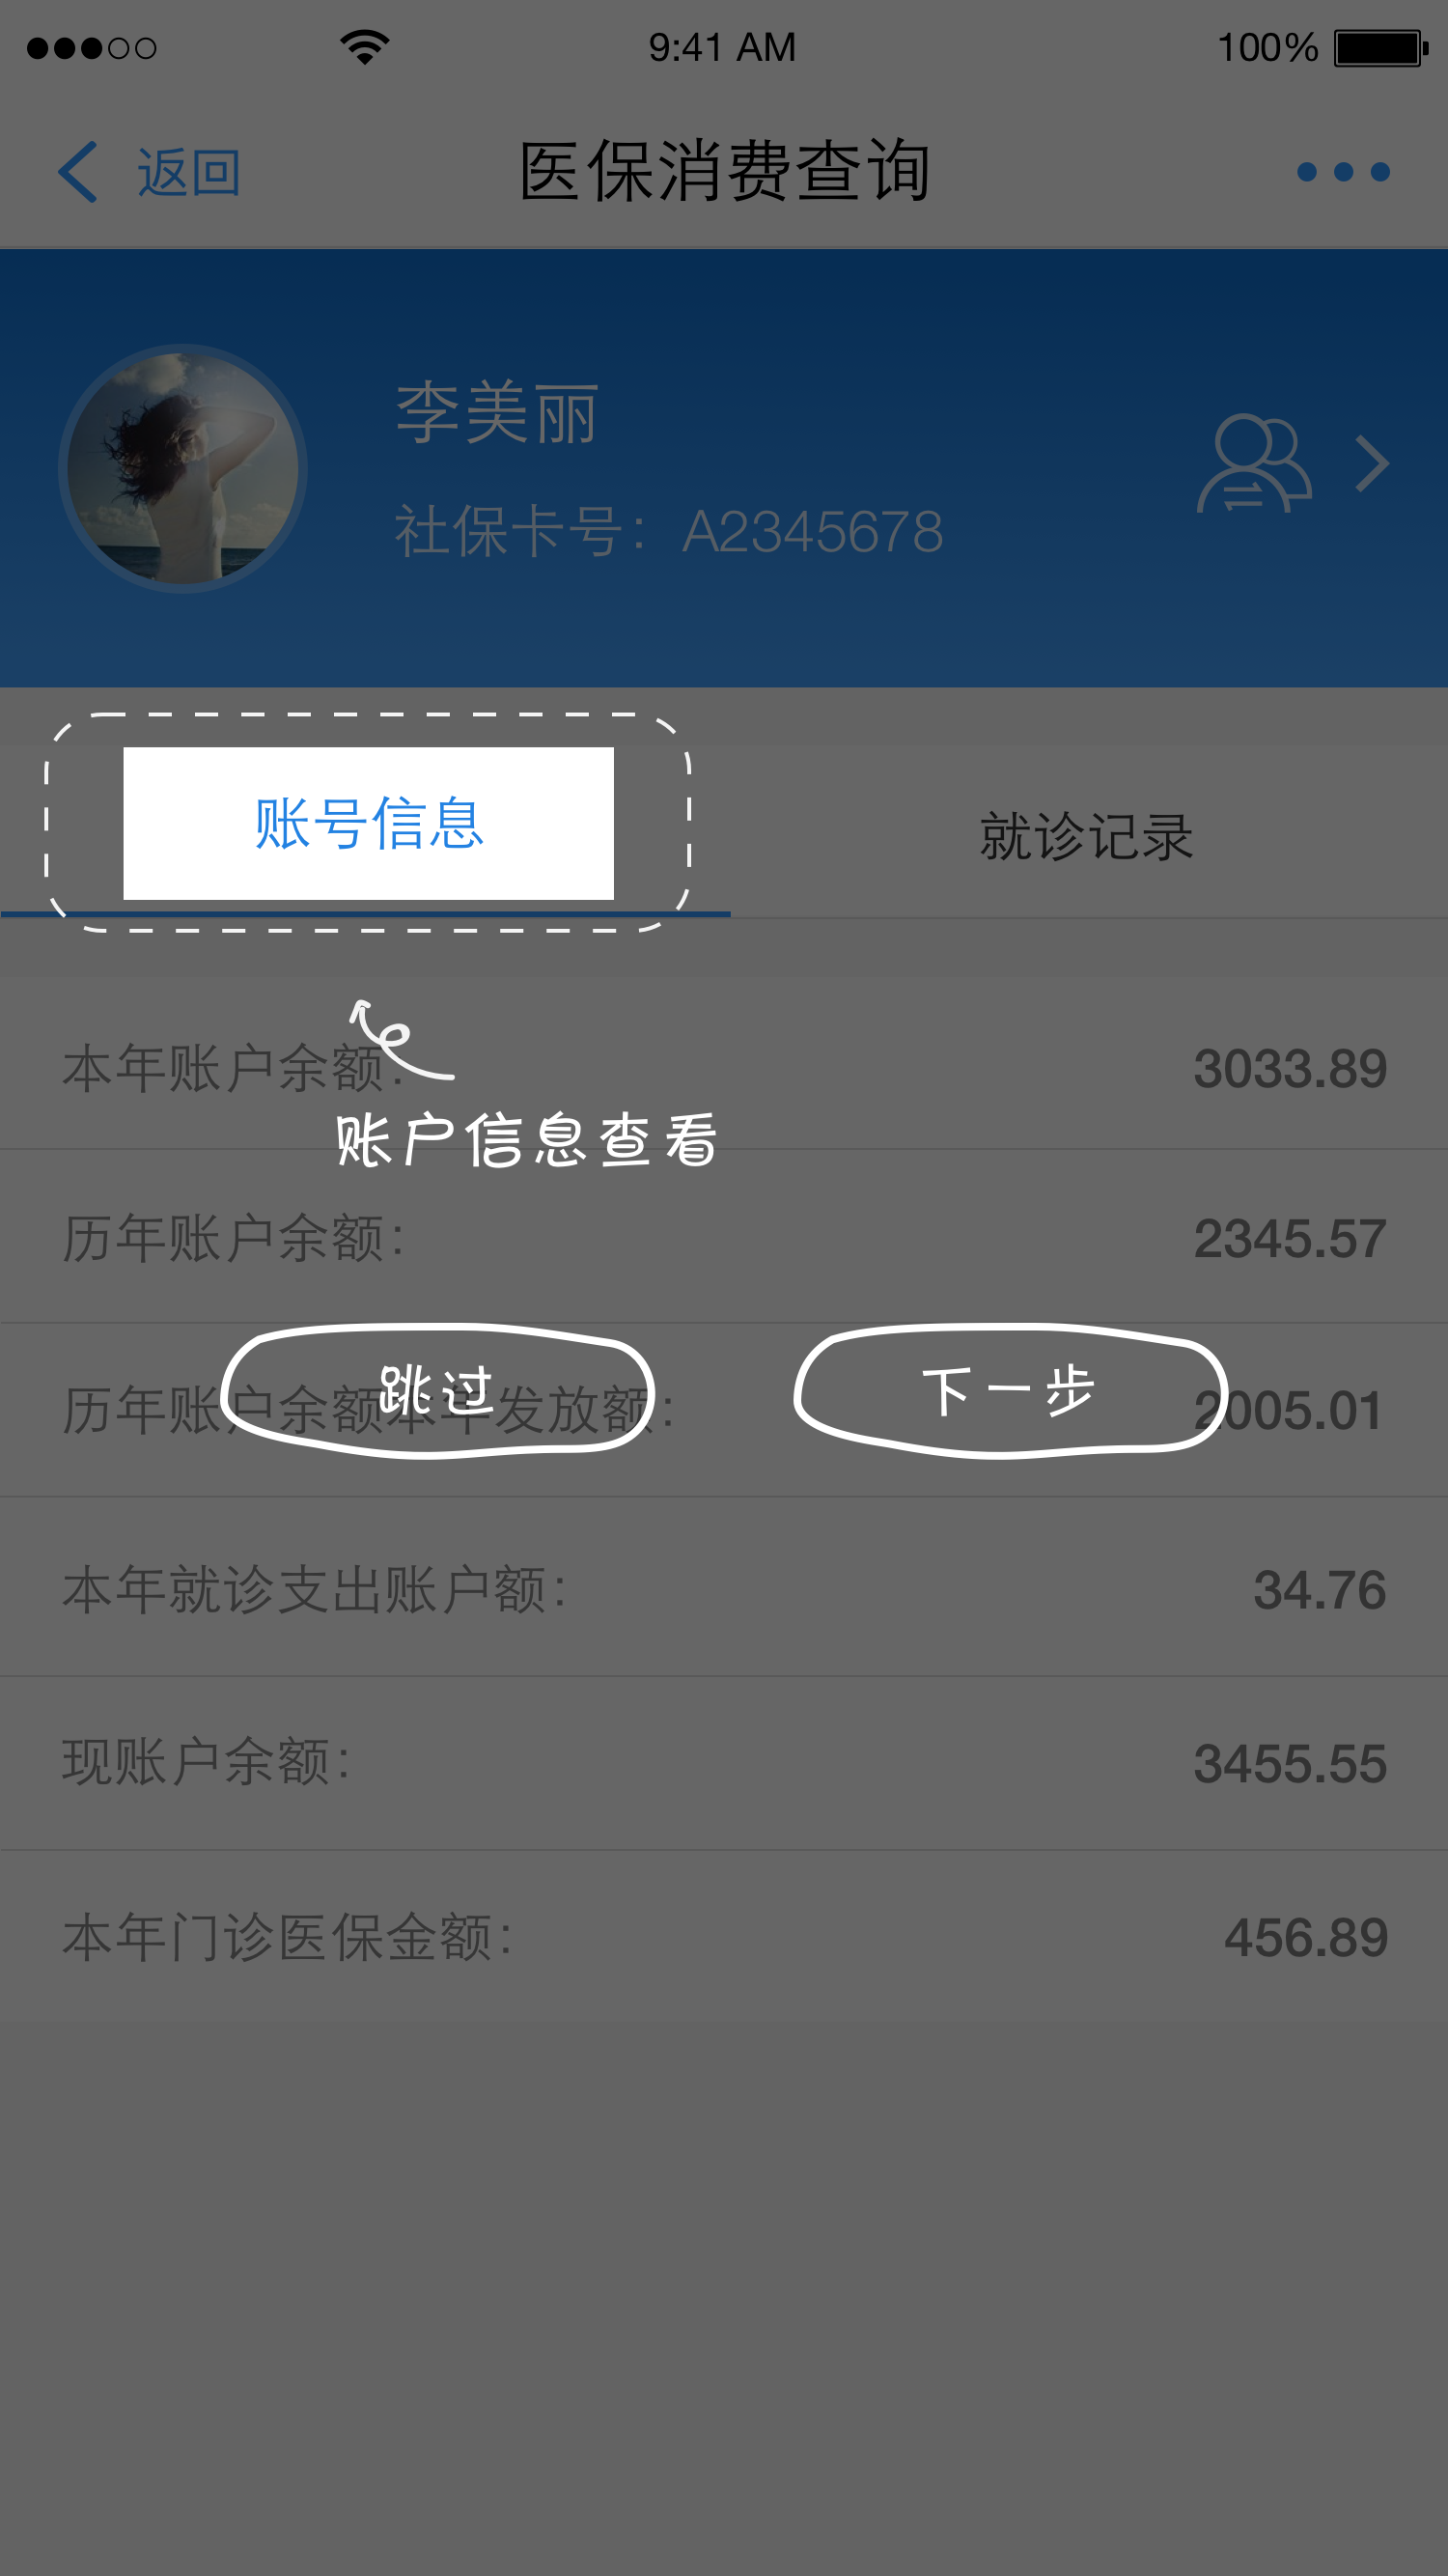 9:41 AM 100%
返回 医保消费查询
李美丽
社保卡号：A2345678
账号信息 就诊记录
本年账户余额： 3033.89
账户信息查看
历年账户余额： 2345.57
跳过 下一步
历年账户余额本年发放额： 2005.01
本年就诊支出账户额： 34.76
现账户余额： 3455.55
本年门诊医保金额： 456.89